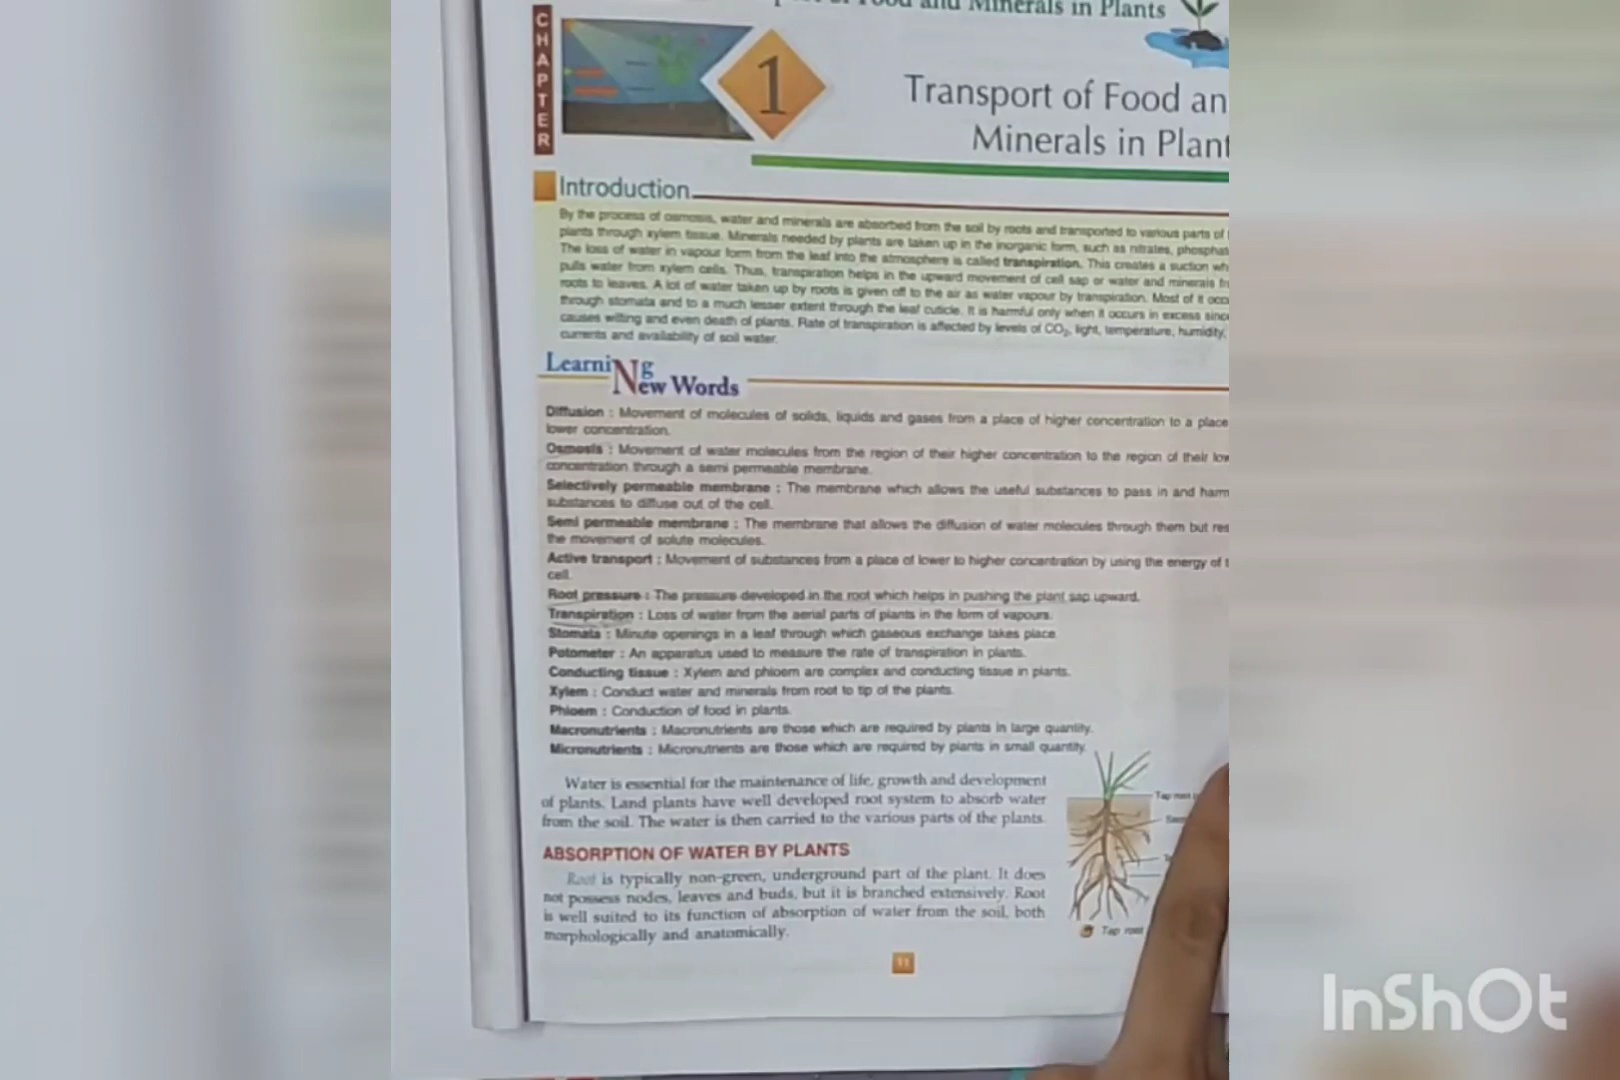 of Food and Minerals in Plants
CHAPTER
1
Transport of Food an
Minerals in Plant
Introduction
By the process of osmosis, water and minerals are absorbed from the soil by roots and transported to various parts of
plants through xylem tissue. Minerals needed by plants are taken up in the inorganic form, such as nitrates, phosphat
The loss of water in vapour form from the leaf into the atmosphere is called transpiration. This creates a suction wh
pulls water from xylem cells. Thus, transpiration helps in the upward movement of cell sap or water and minerals fr
roots to leaves. A lot of water taken up by roots is given off to the air as water vapour by transpiration. Most of it occ
through stomata and to a much lesser extent through the leaf cuticle. It is harmful only when it occurs in excess sinc
causes wilting and even death of plants. Rate of transpiration is affected by levels of CO₂, light, temperature, humidity,
currents and availability of soil water.
Learning
New Words
Diffusion : Movement of molecules of solids, liquids and gases from a place of higher concentration to a place
lower concentration.
Osmosis : Movement of water molecules from the region of their higher concentration to the region of their low
concentration through a semi permeable membrane.
Selectively permeable membrane : The membrane which allows the useful substances to pass in and harm
substances to diffuse out of the cell.
Semi permeable membrane : The membrane that allows the diffusion of water molecules through them but res
the movement of solute molecules.
Active transport : Movement of substances from a place of lower to higher concentration by using the energy of t
cell.
Root pressure : The pressure developed in the root which helps in pushing the plant sap upward.
Transpiration : Loss of water from the aerial parts of plants in the form of vapours.
Stomata : Minute openings in a leaf through which gaseous exchange takes place.
Potometer : An apparatus used to measure the rate of transpiration in plants.
Conducting tissue : Xylem and phloem are complex and conducting tissue in plants.
Xylem : Conduct water and minerals from root to tip of the plants.
Phloem : Conduction of food in plants.
Macronutrients : Macronutrients are those which are required by plants in large quantity.
Micronutrients : Micronutrients are those which are required by plants in small quantity.
Water is essential for the maintenance of life, growth and development
of plants. Land plants have well developed root system to absorb water
from the soil. The water is then carried to the various parts of the plants.
ABSORPTION OF WATER BY PLANTS
Root is typically non-green, underground part of the plant. It does
not possess nodes, leaves and buds, but it is branched extensively. Root
is well suited to its function of absorption of water from the soil, both
morphologically and anatomically.
Tap root
Tap root
11
InShOt